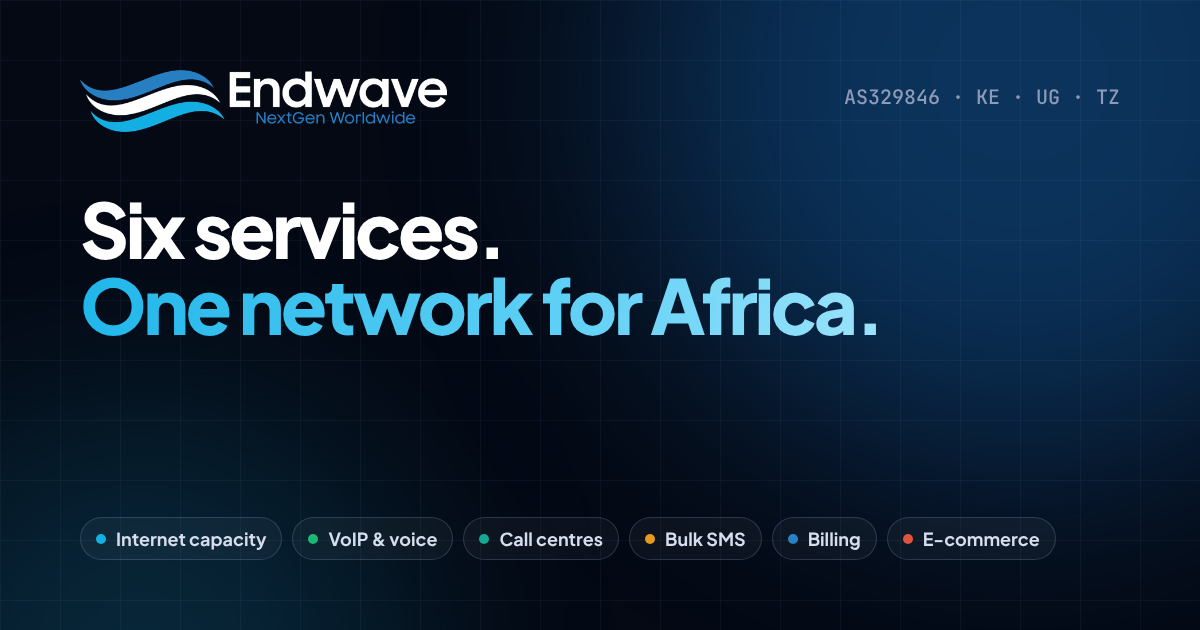 Endwave
NextGen Worldwide
AS329846 · KE · UG · TZ
Six services.
One network for Africa.
Internet capacity
VoIP & voice
Call centres
Bulk SMS
Billing
E-commerce